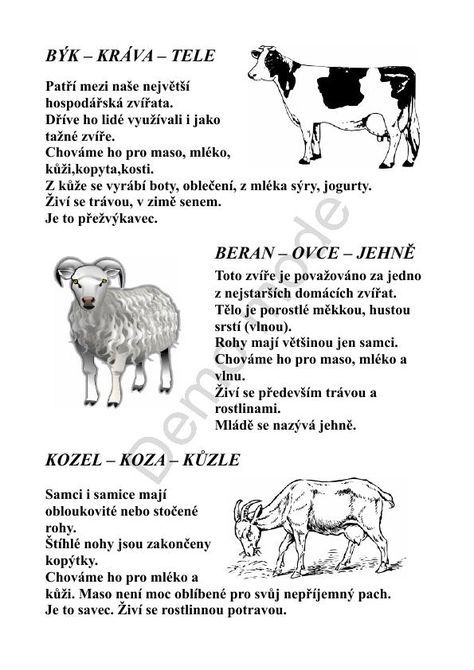 BÝK – KRÁVA – TELE
Patří mezi naše největší
hospodářská zvířata.
Dříve ho lidé využívali i jako
tažné zvíře.
Chováme ho pro maso, mléko,
kůži,kopyta,kosti.
Z kůže se vyrábí boty, oblečení, z mléka sýry, jogurty.
Živí se trávou, v zimě senem.
Je to přežvýkavec.
BERAN – OVCE – JEHNĚ
Toto zvíře je považováno za jedno
z nejstarších domácích zvířat.
Tělo je porostlé měkkou, hustou
srstí (vlnou).
Rohy mají většinou jen samci.
Chováme ho pro maso, mléko a
vlnu.
Živí se především trávou a
rostlinami.
Mládě se nazývá jehně.
KOZEL – KOZA – KŮZLE
Samci i samice mají
obloukovité nebo stočené
rohy.
Štíhlé nohy jsou zakončeny
kopýtky.
Chováme ho pro mléko a
kůži. Maso není moc oblíbené pro svůj nepříjemný pach.
Je to savec. Živí se rostlinnou potravou.
Demo mode